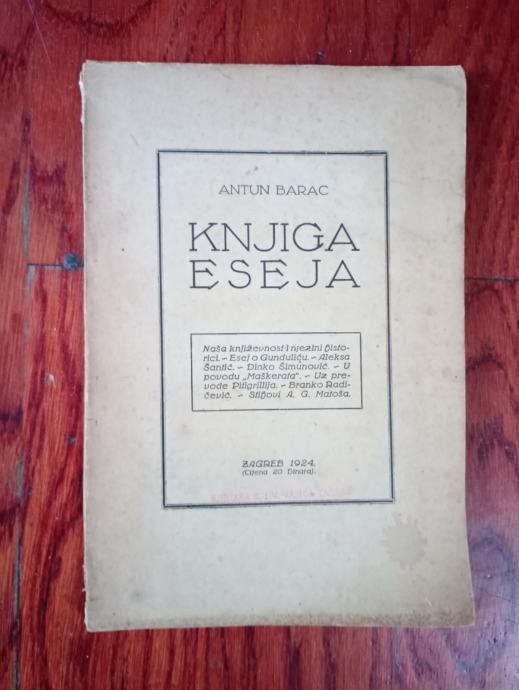 ANTUN BARAC
KNJIGA
ESEJA
Naša književnost i njezini histo-
rici. ~ Esej o Gunduliću. ~ Aleksa
Šantić. ~ Dinko Šimunović. ~ U
povodu „Maškerata“. ~ Uz pre-
vode Pitigrillija. ~ Branko Radi-
čević. ~ Stihovi A. G. Matoša.
ZAGREB 1924.
(Cijena 20 Dinara).